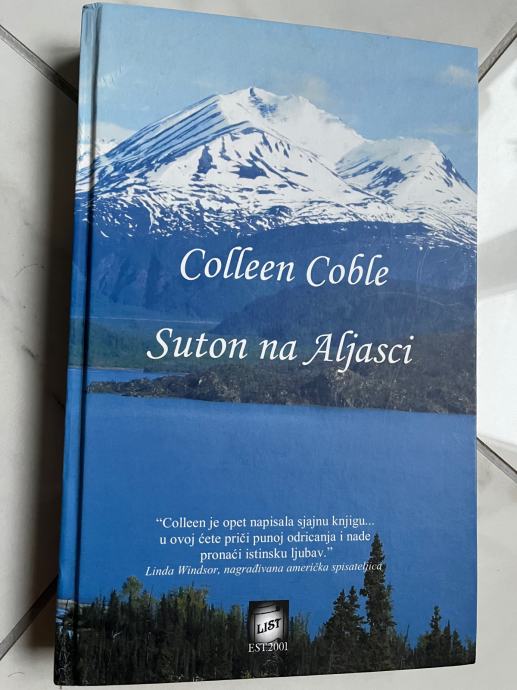 Colleen Coble
Suton na Aljasci
“Colleen je opet napisala sjajnu knjigu...
u ovoj ćete priči punoj odricanja i nade
pronaći istinsku ljubav.”
Linda Windsor, nagrađivana američka spisateljica
LIST
EST.2001